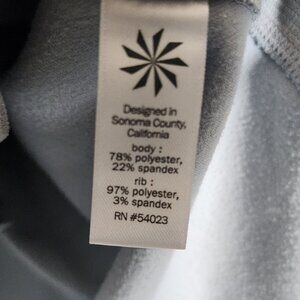 Designed in
Sonoma County,
California
body :
78% polyester,
22% spandex
rib :
97% polyester,
3% spandex
RN #54023